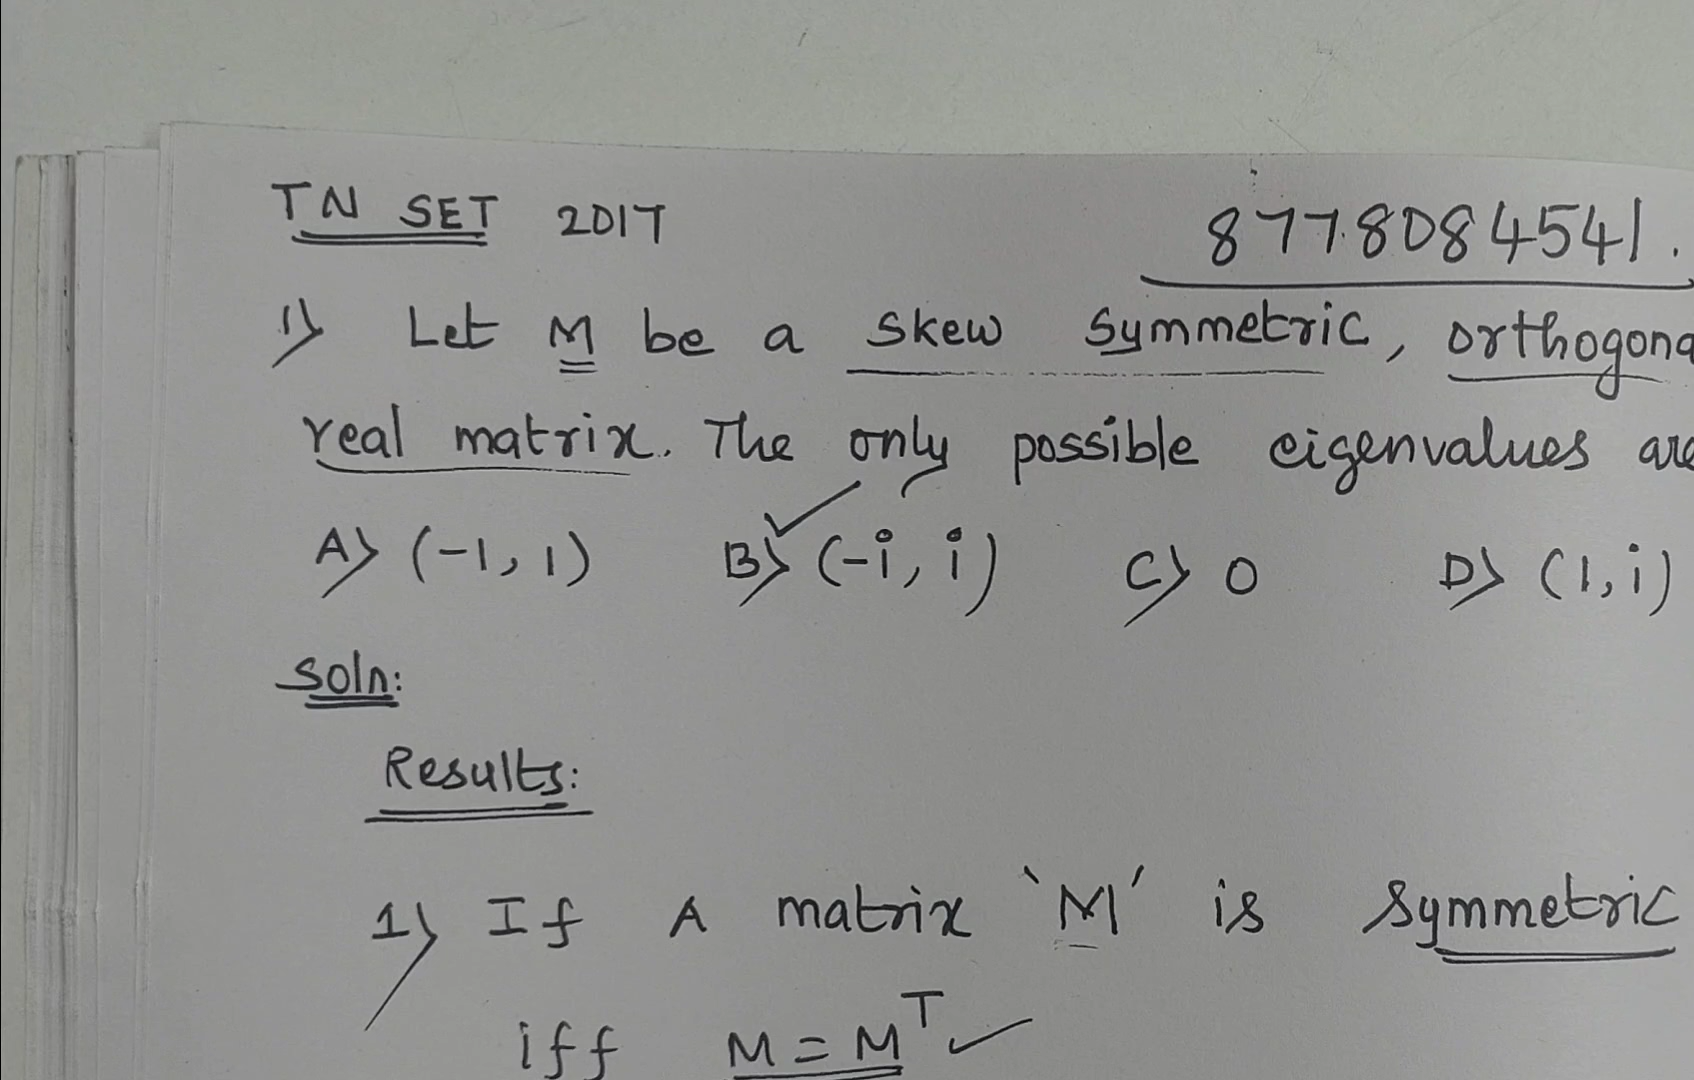 TN SET 2017
8778084541.
1) Let M be a skew symmetric, orthogona
real matrix. The only possible eigenvalues are
A) (-1, 1) B) (-i, i) C) 0 D) (1, i)
Soln:
Results:
1) If A matrix 'M' is symmetric
iff M = M^T